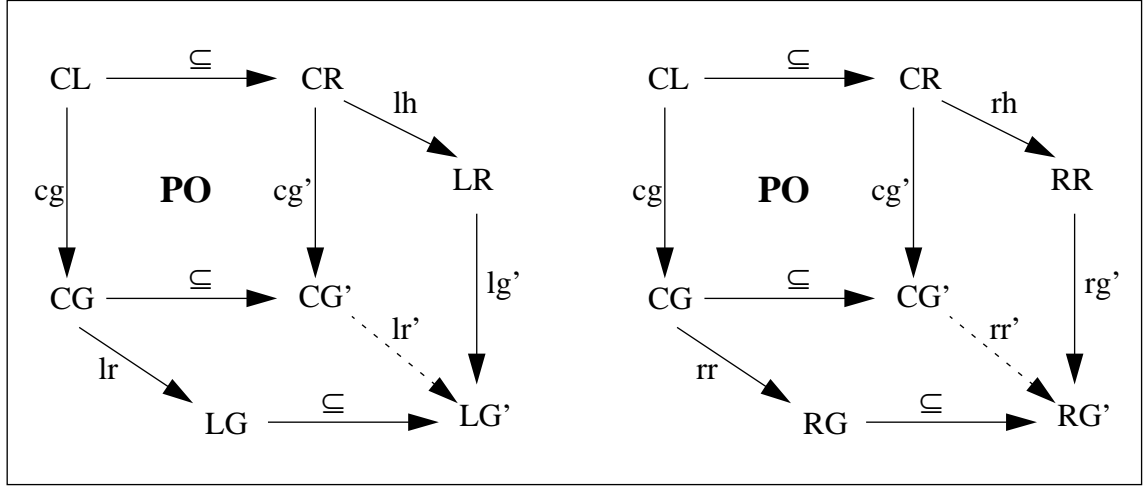 ⊆ ⊆
CL CR CL CR
lh rh
cg PO cg’ LR cg PO cg’ RR
⊆ ⊆
CG CG’ lg’ CG CG’ rg’
lr’ rr’
lr rr
⊆ ⊆
LG LG’ RG RG’